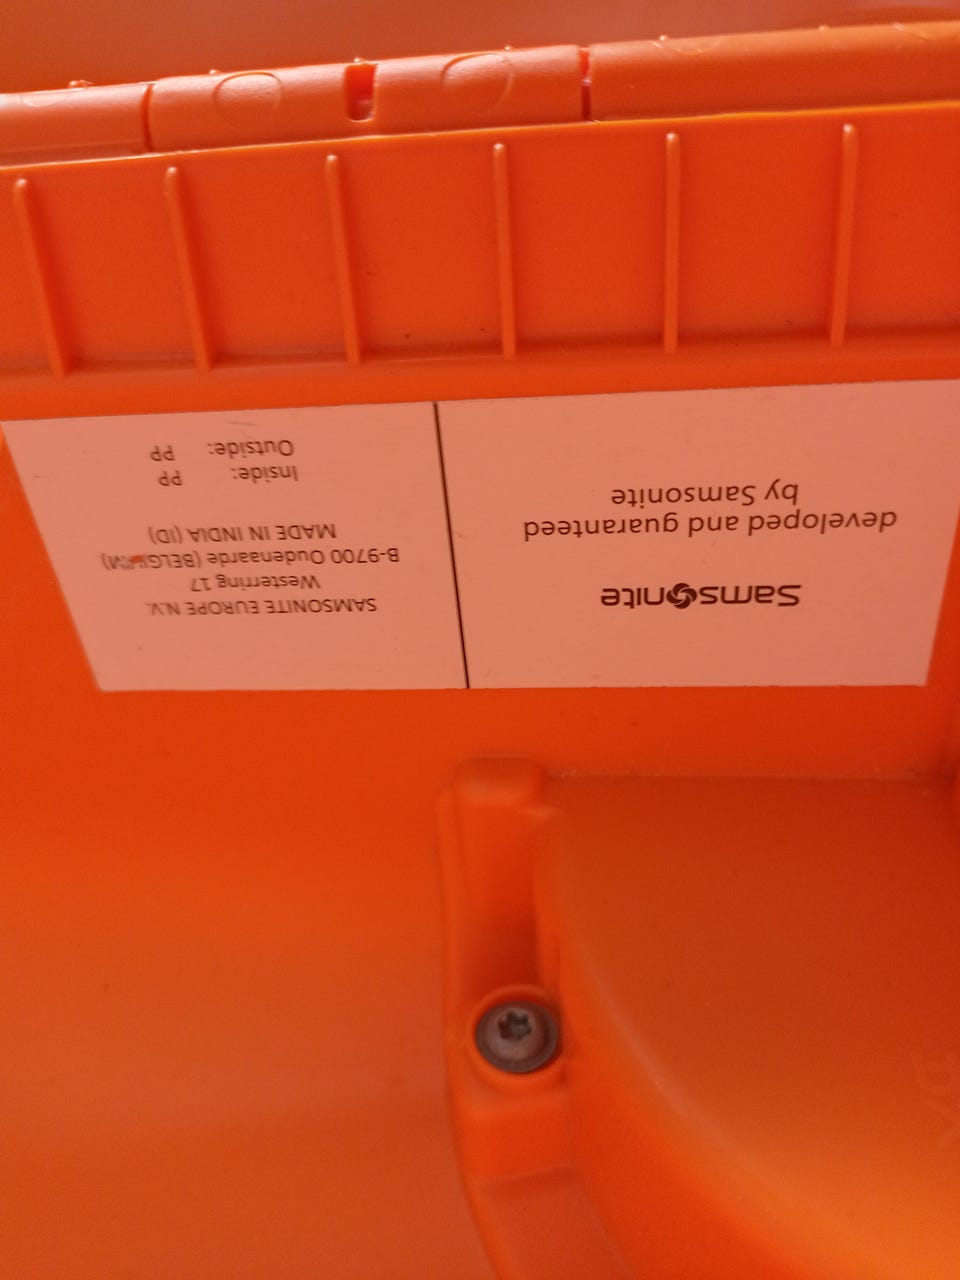 Samsonite
developed and guaranteed
by Samsonite
SAMSONITE EUROPE N.V.
Westerring 17
B-9700 Oudenaarde (BELGIUM)
MADE IN INDIA (ID)
Inside: PP
Outside: PP